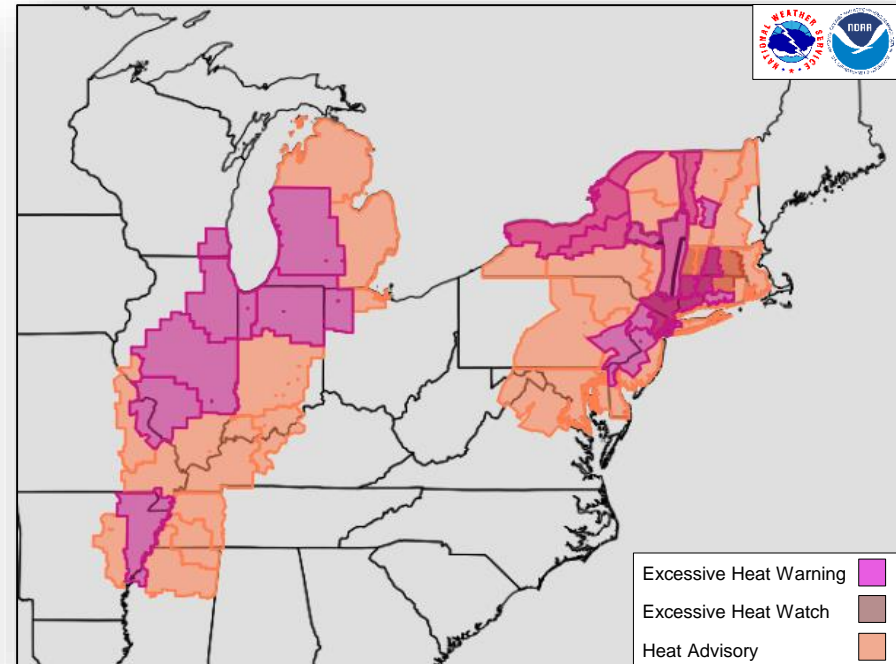 NATIONAL WEATHER SERVICE
NOAA
Excessive Heat Warning
Excessive Heat Watch
Heat Advisory